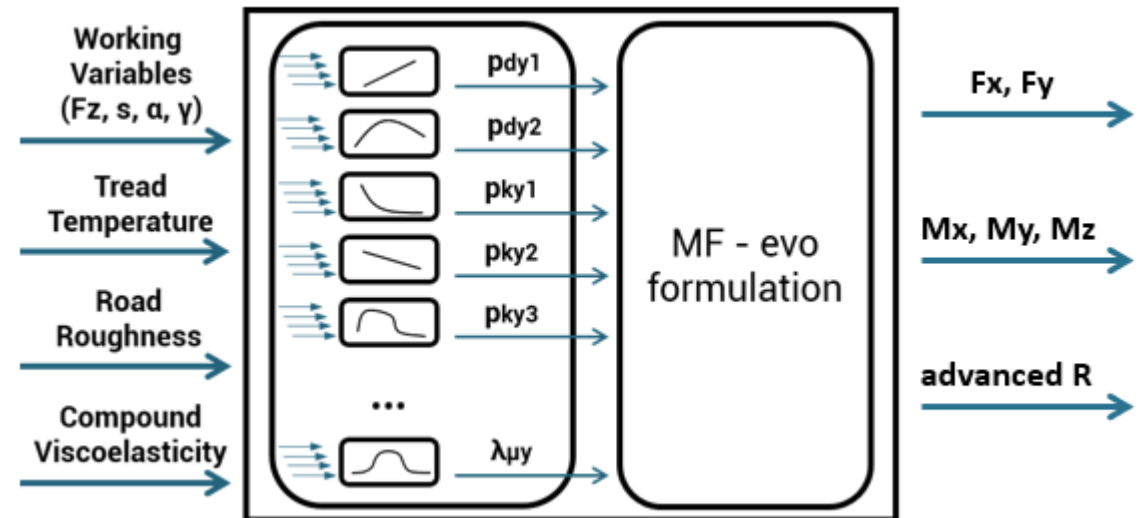 Working
Variables
(Fz, s, α, γ)
Tread
Temperature
Road
Roughness
Compound
Viscoelasticity
pdy1
pdy2
pky1
pky2
pky3
...
λμy
MF - evo
formulation
Fx, Fy
Mx, My, Mz
advanced R